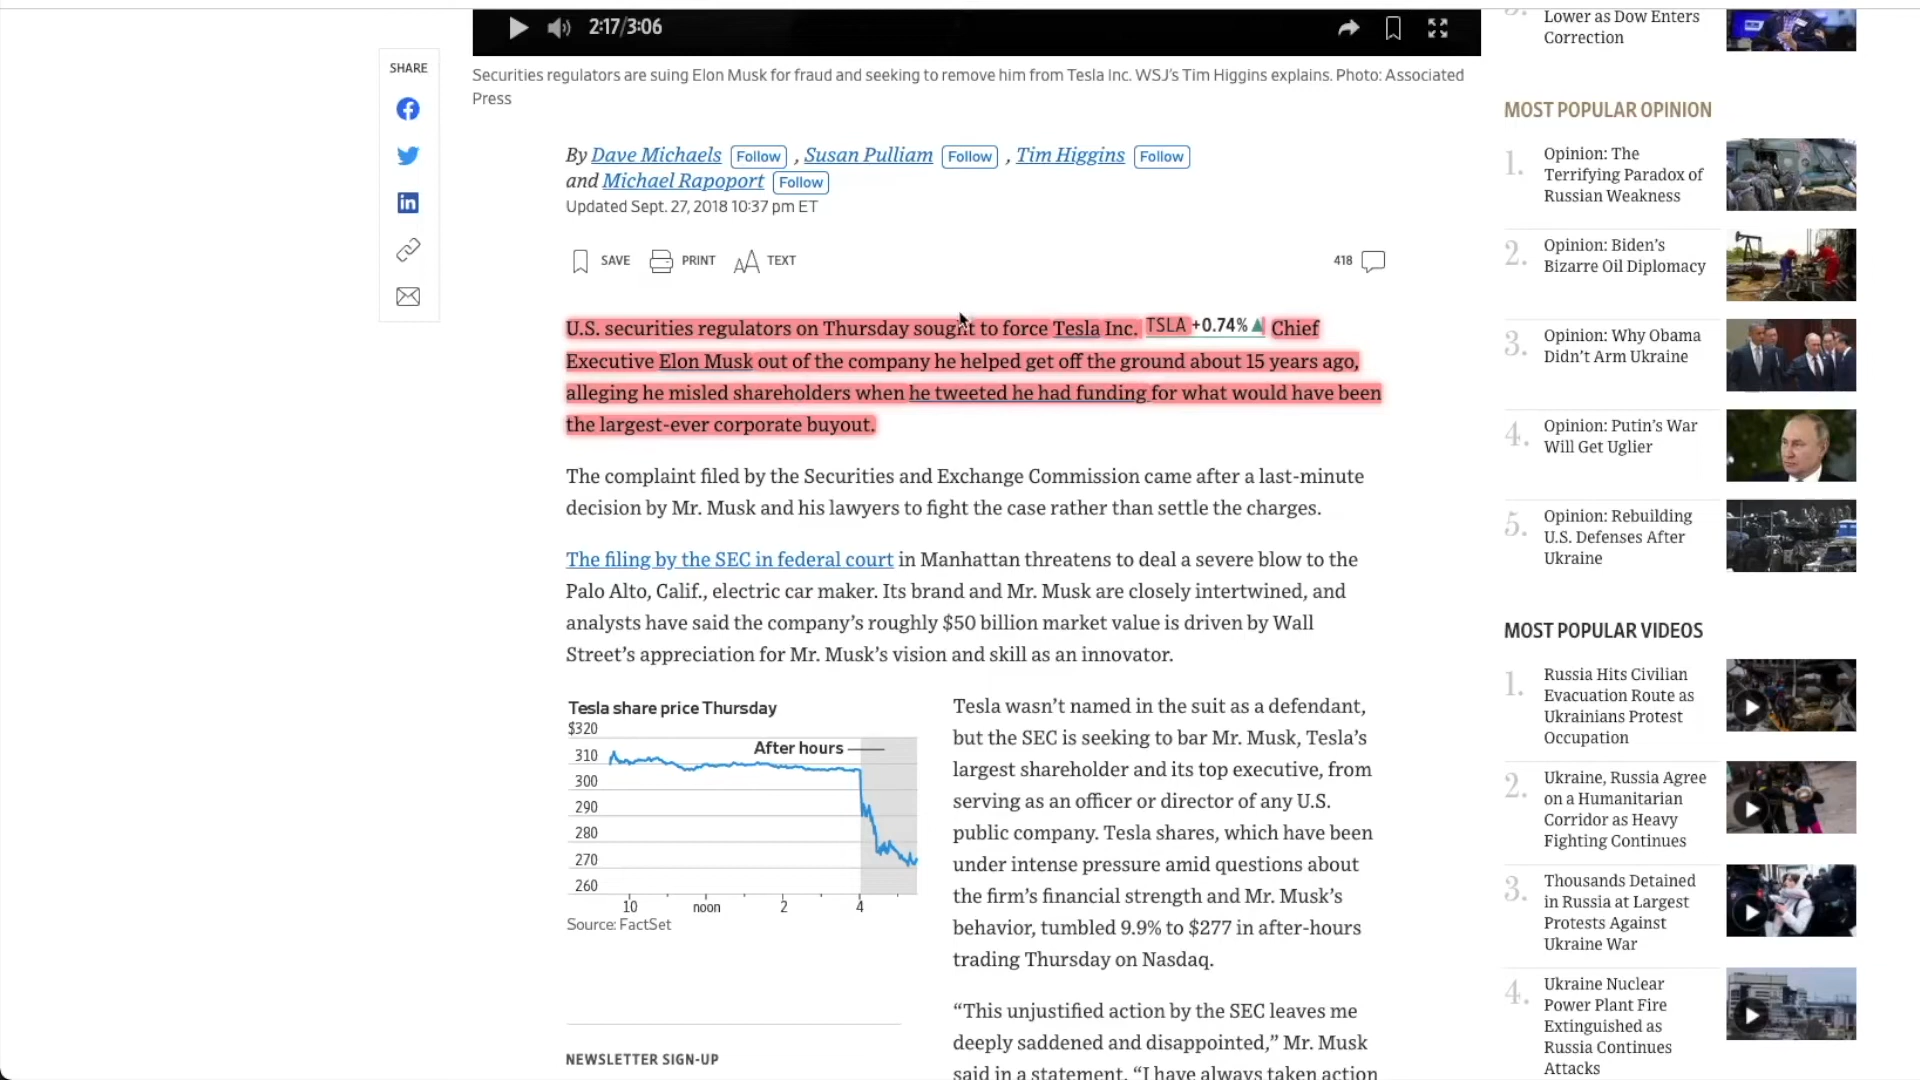 2:17/3:06
SHARE
Securities regulators are suing Elon Musk for fraud and seeking to remove him from Tesla Inc. WSJ's Tim Higgins explains. Photo: Associated
Press
By Dave Michaels Follow , Susan Pulliam Follow , Tim Higgins Follow
and Michael Rapoport Follow
Updated Sept. 27, 2018 10:37 pm ET
SAVE PRINT AA TEXT
418
U.S. securities regulators on Thursday sought to force Tesla Inc. TSLA +0.74% Chief
Executive Elon Musk out of the company he helped get off the ground about 15 years ago,
alleging he misled shareholders when he tweeted he had funding for what would have been
the largest-ever corporate buyout.
The complaint filed by the Securities and Exchange Commission came after a last-minute
decision by Mr. Musk and his lawyers to fight the case rather than settle the charges.
The filing by the SEC in federal court in Manhattan threatens to deal a severe blow to the
Palo Alto, Calif., electric car maker. Its brand and Mr. Musk are closely intertwined, and
analysts have said the company's roughly $50 billion market value is driven by Wall
Street's appreciation for Mr. Musk's vision and skill as an innovator.
Tesla share price Thursday
$320
310
300
290
280
270
260
After hours
10 noon 2 4
Source: FactSet
Tesla wasn't named in the suit as a defendant,
but the SEC is seeking to bar Mr. Musk, Tesla's
largest shareholder and its top executive, from
serving as an officer or director of any U.S.
public company. Tesla shares, which have been
under intense pressure amid questions about
the firm's financial strength and Mr. Musk's
behavior, tumbled 9.9% to $277 in after-hours
trading Thursday on Nasdaq.
"This unjustified action by the SEC leaves me
deeply saddened and disappointed," Mr. Musk
said in a statement. "I have always taken action
NEWSLETTER SIGN-UP
Lower as Dow Enters
Correction
MOST POPULAR OPINION
1. Opinion: The
Terrifying Paradox of
Russian Weakness
2. Opinion: Biden's
Bizarre Oil Diplomacy
3. Opinion: Why Obama
Didn't Arm Ukraine
4. Opinion: Putin's War
Will Get Uglier
5. Opinion: Rebuilding
U.S. Defenses After
Ukraine
MOST POPULAR VIDEOS
1. Russia Hits Civilian
Evacuation Route as
Ukrainians Protest
Occupation
2. Ukraine, Russia Agree
on a Humanitarian
Corridor as Heavy
Fighting Continues
3. Thousands Detained
in Russia at Largest
Protests Against
Ukraine War
4. Ukraine Nuclear
Power Plant Fire
Extinguished as
Russia Continues
Attacks